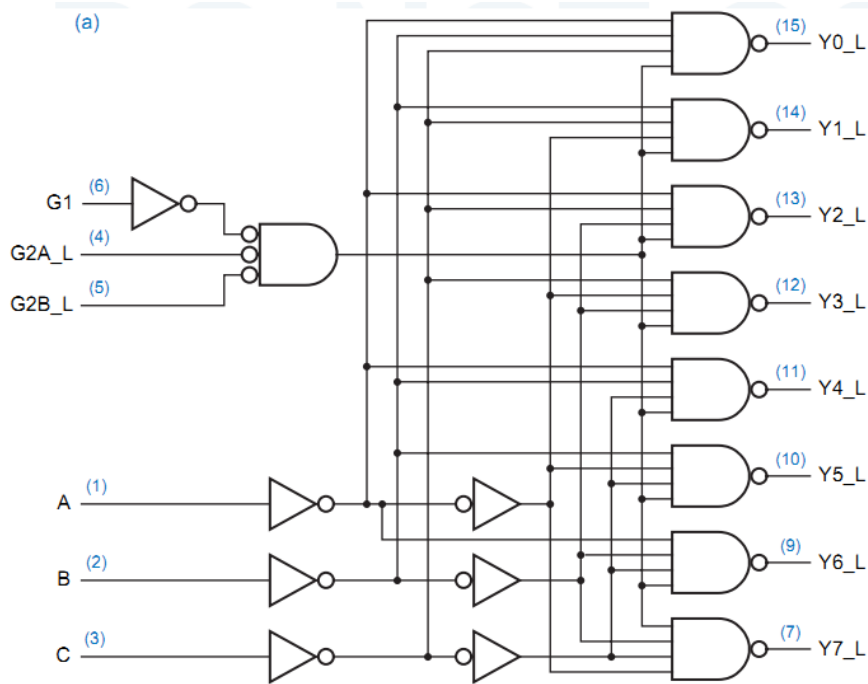 (a)
(15) Y0_L
(14) Y1_L
(6)
G1
(13) Y2_L
(4)
G2A_L
(5)
G2B_L
(12) Y3_L
(11) Y4_L
(10) Y5_L
(1)
A
(9) Y6_L
(2)
B
(3)
C
(7) Y7_L